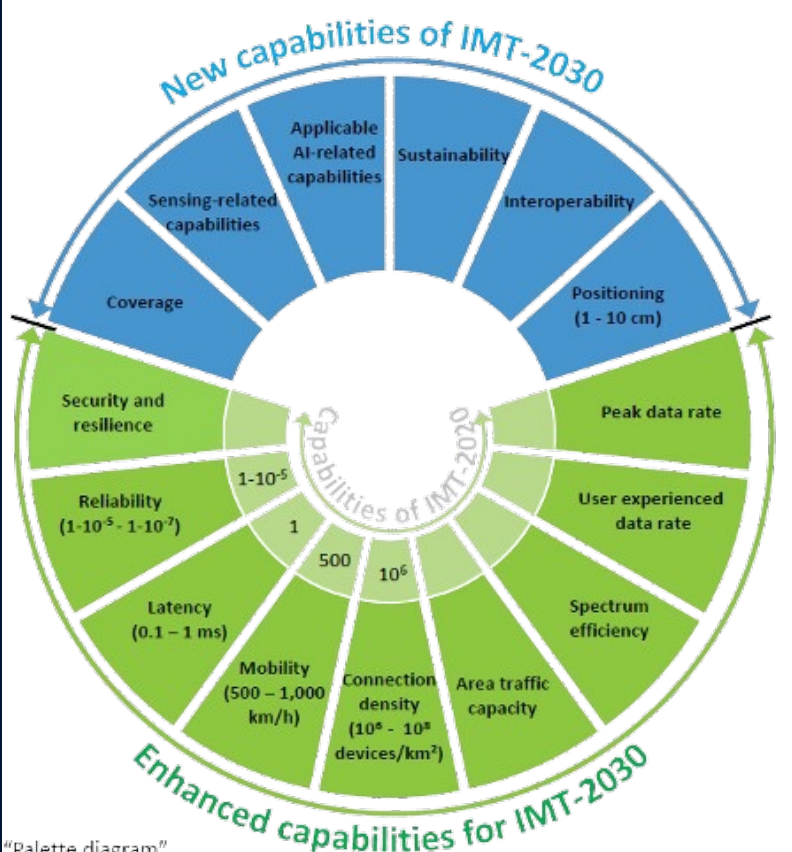 New capabilities of IMT-2030
Applicable
AI-related
capabilities
Sustainability
Sensing-related
capabilities
Interoperability
Coverage
Positioning
(1 - 10 cm)
Security and
resilience
Peak data rate
Capabilities of IMT-2020
1-10⁻⁵
Reliability
(1-10⁻⁵ - 1-10⁻⁷)
User experienced
data rate
1
500
10⁶
Latency
(0.1 – 1 ms)
Spectrum
efficiency
Mobility
(500 – 1,000
km/h)
Connection
density
(10⁶ - 10⁸
devices/km²)
Area traffic
capacity
Enhanced capabilities for IMT-2030
"Palette diagram"